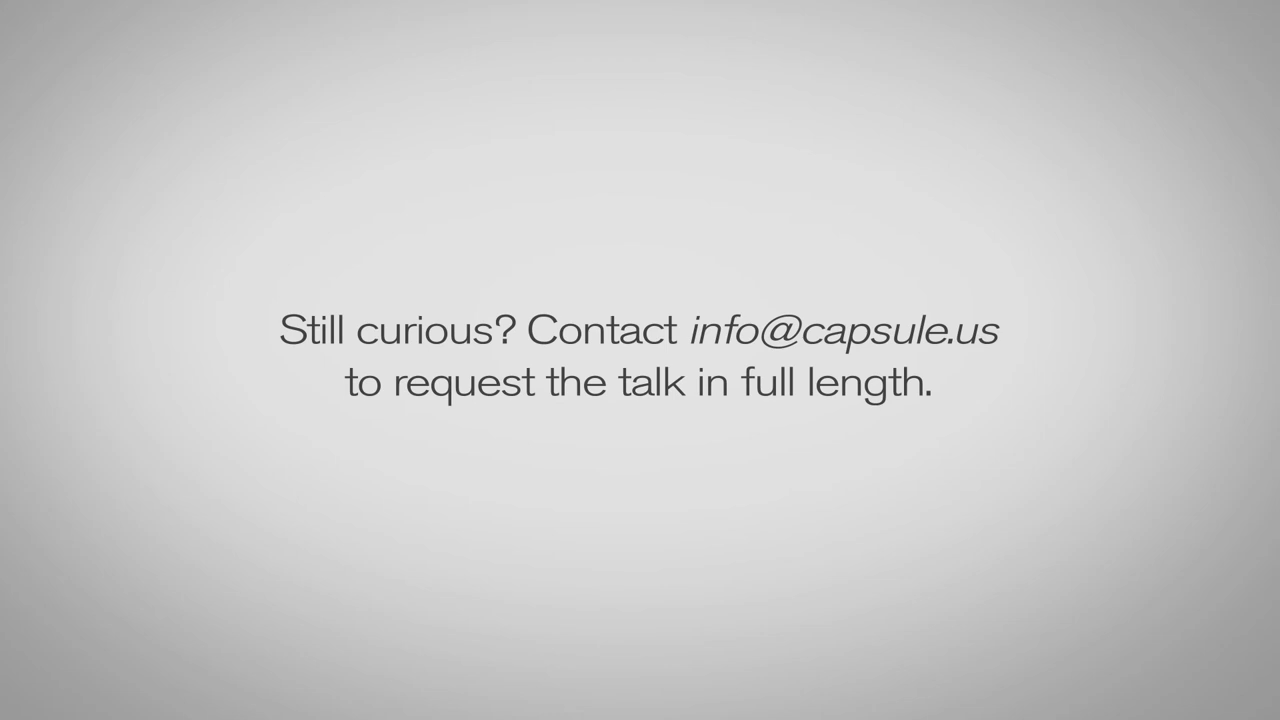 Still curious? Contact info@capsule.us
to request the talk in full length.